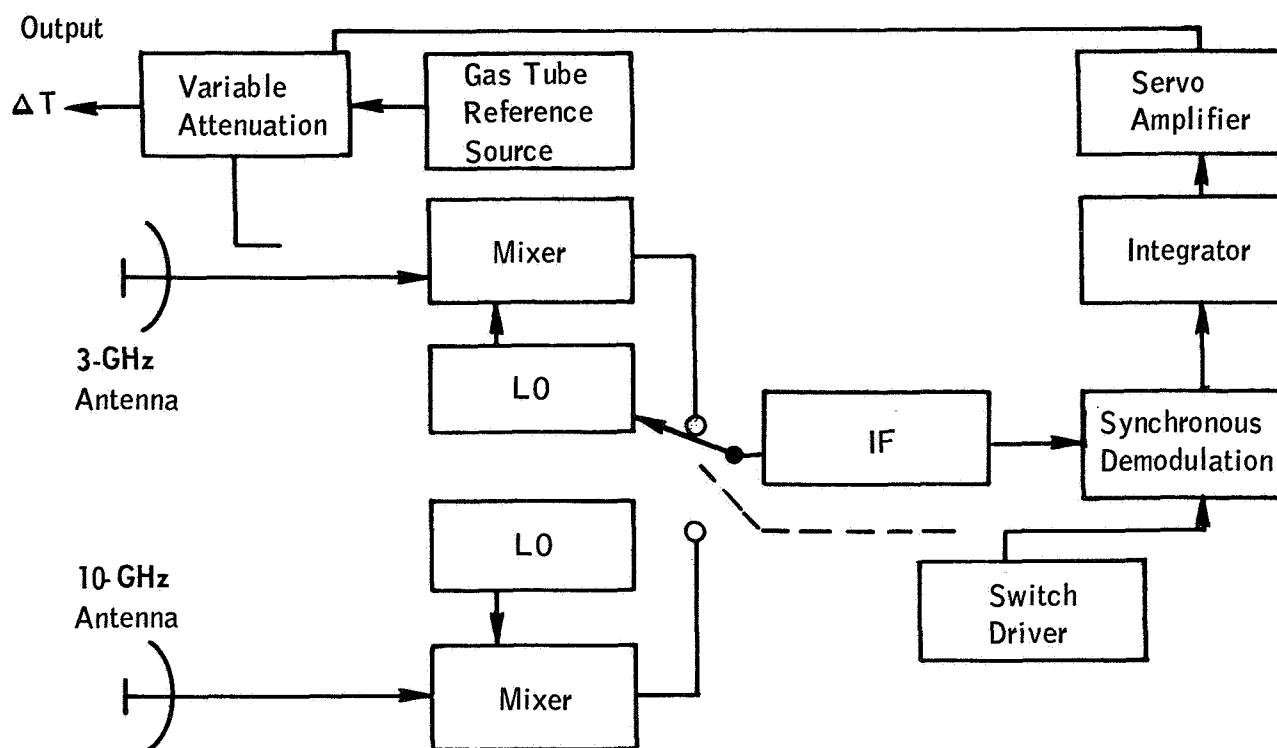 Output
ΔT
Variable
Attenuation
Gas Tube
Reference
Source
Servo
Amplifier
Mixer
Integrator
3-GHz
Antenna
LO
IF
Synchronous
Demodulation
LO
10-GHz
Antenna
Switch
Driver
Mixer